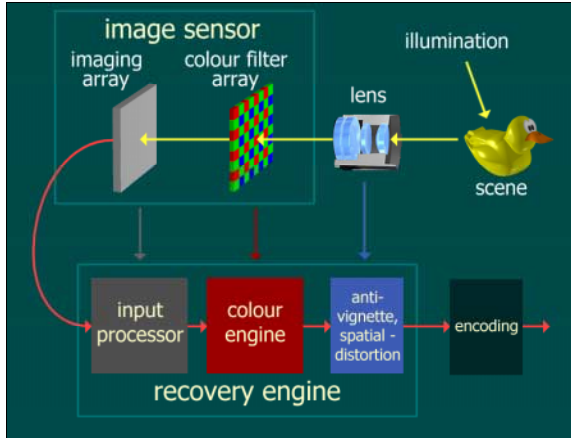 image sensor
illumination
imaging
array
colour filter
array
lens
scene
input
processor
colour
engine
anti-
vignette,
spatial -
distortion
encoding
recovery engine